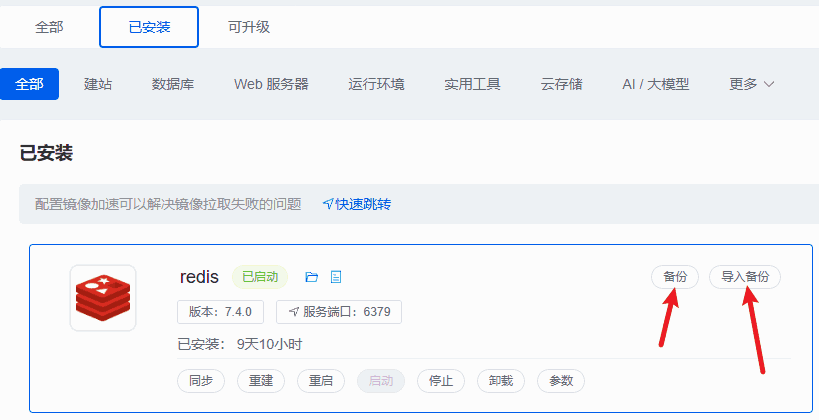 全部 已安装 可升级
全部 建站 数据库 Web 服务器 运行环境 实用工具 云存储 AI / 大模型 更多
已安装
配置镜像加速可以解决镜像拉取失败的问题 快速跳转
redis 已启动 备份 导入备份
版本：7.4.0 服务端口：6379
已安装： 9天10小时
同步 重建 重启 启动 停止 卸载 参数